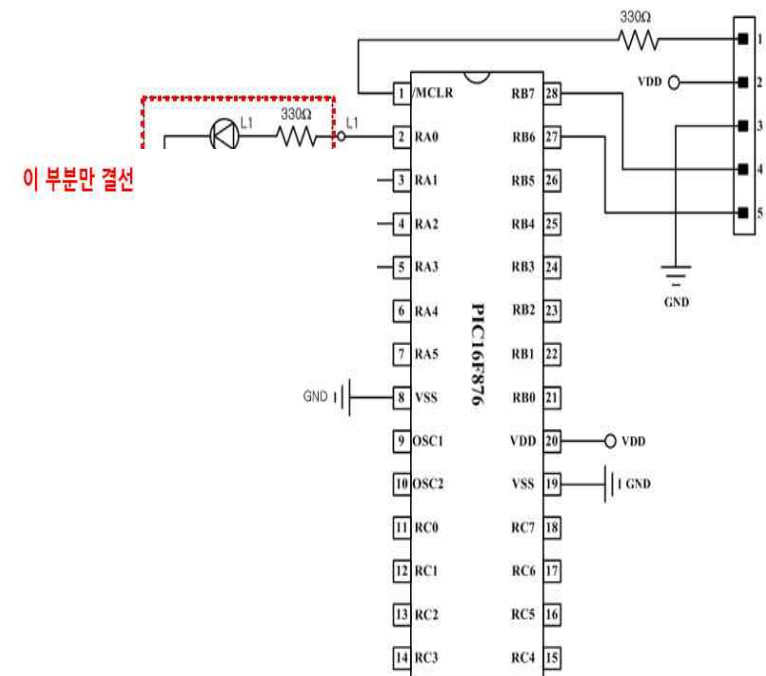 330Ω
1
VDD
2
3
4
5
GND
330Ω
L1
L1
이 부분만 결선
PIC16F876
1 /MCLR RB7 28
2 RA0 RB6 27
3 RA1 RB5 26
4 RA2 RB4 25
5 RA3 RB3 24
6 RA4 RB2 23
7 RA5 RB1 22
GND 8 VSS RB0 21
9 OSC1 VDD 20 VDD
10 OSC2 VSS 19 GND
11 RC0 RC7 18
12 RC1 RC6 17
13 RC2 RC5 16
14 RC3 RC4 15